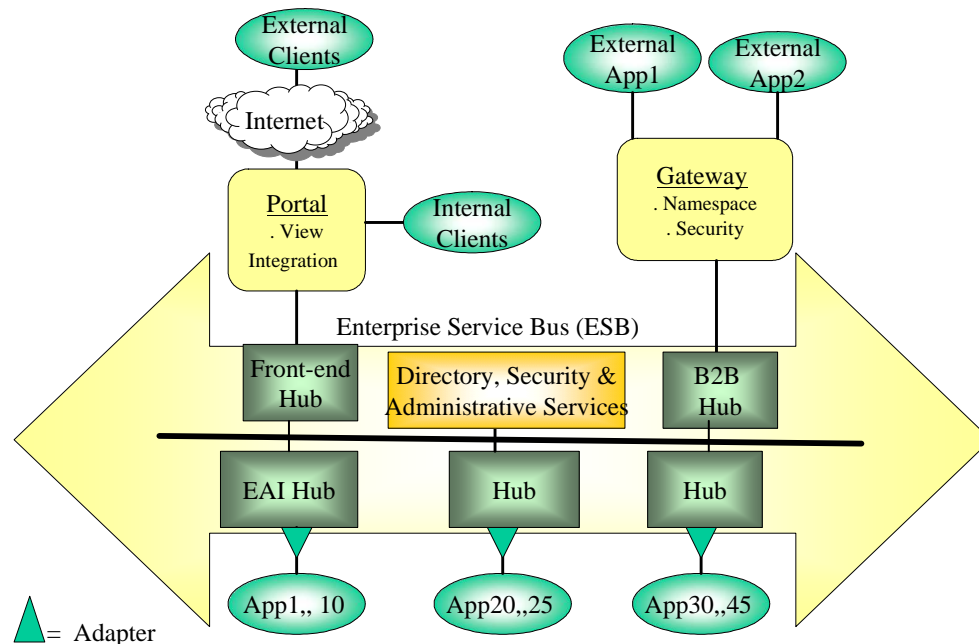 External
Clients
External
App1
External
App2
Internet
Portal
. View
Integration
Internal
Clients
Gateway
. Namespace
. Security
Enterprise Service Bus (ESB)
Front-end
Hub
Directory, Security &
Administrative Services
B2B
Hub
EAI Hub
Hub
Hub
App1,, 10
App20,,25
App30,,45
= Adapter